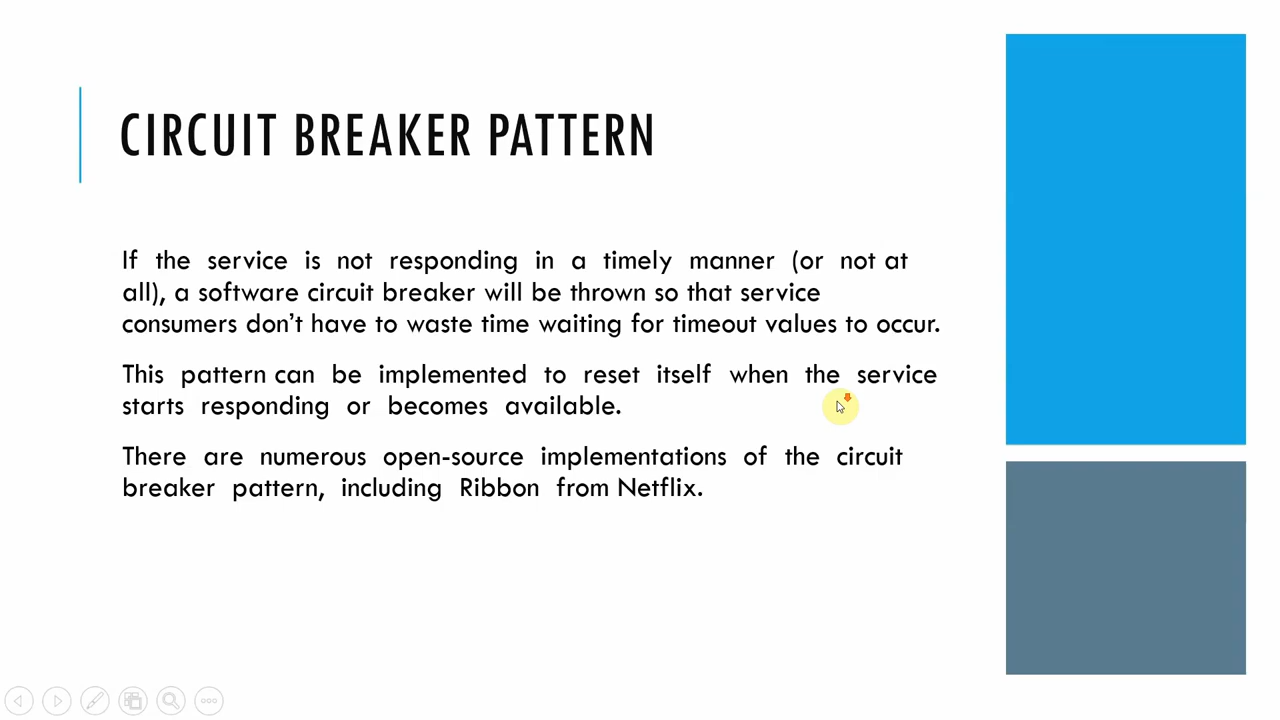 CIRCUIT BREAKER PATTERN
If the service is not responding in a timely manner (or not at
all), a software circuit breaker will be thrown so that service
consumers don't have to waste time waiting for timeout values to occur.
This pattern can be implemented to reset itself when the service
starts responding or becomes available.
There are numerous open-source implementations of the circuit
breaker pattern, including Ribbon from Netflix.